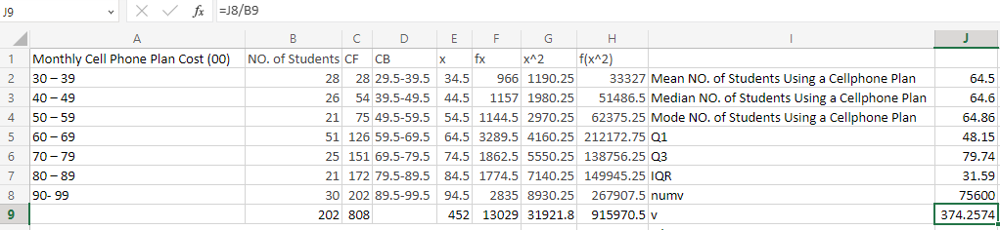 J9 fx =J8/B9
A B C D E F G H I J
1 Monthly Cell Phone Plan Cost (00) NO. of Students CF CB x fx x^2 f(x^2)
2 30 – 39 28 28 29.5-39.5 34.5 966 1190.25 33327 Mean NO. of Students Using a Cellphone Plan 64.5
3 40 – 49 26 54 39.5-49.5 44.5 1157 1980.25 51486.5 Median NO. of Students Using a Cellphone Plan 64.6
4 50 – 59 21 75 49.5-59.5 54.5 1144.5 2970.25 62375.25 Mode NO. of Students Using a Cellphone Plan 64.86
5 60 – 69 51 126 59.5-69.5 64.5 3289.5 4160.25 212172.75 Q1 48.15
6 70 – 79 25 151 69.5-79.5 74.5 1862.5 5550.25 138756.25 Q3 79.74
7 80 – 89 21 172 79.5-89.5 84.5 1774.5 7140.25 149945.25 IQR 31.59
8 90- 99 30 202 89.5-99.5 94.5 2835 8930.25 267907.5 numv 75600
9 202 808 452 13029 31921.8 915970.5 v 374.2574